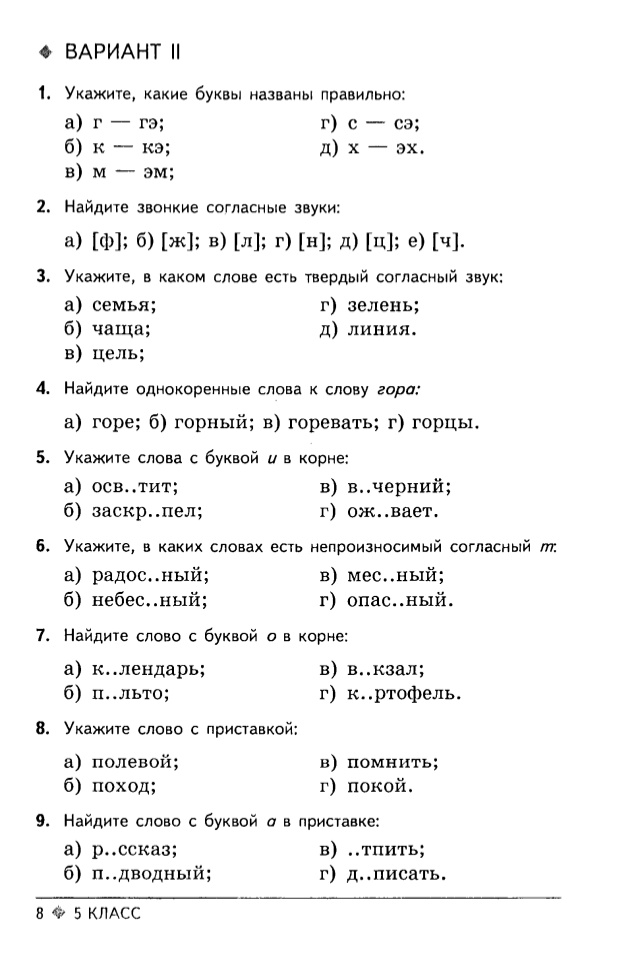 ВАРИАНТ II
1. Укажите, какие буквы названы правильно:
а) г — гэ; г) с — сэ;
б) к — кэ; д) х — эх.
в) м — эм;
2. Найдите звонкие согласные звуки:
а) [ф]; б) [ж]; в) [л]; г) [н]; д) [ц]; е) [ч].
3. Укажите, в каком слове есть твердый согласный звук:
а) семья; г) зелень;
б) чаща; д) линия.
в) цель;
4. Найдите однокоренные слова к слову гора:
а) горе; б) горный; в) горевать; г) горцы.
5. Укажите слова с буквой и в корне:
а) осв..тит; в) в..черний;
б) заскр..пел; г) ож..вает.
6. Укажите, в каких словах есть непроизносимый согласный т:
а) радос..ный; в) мес..ный;
б) небес..ный; г) опас..ный.
7. Найдите слово с буквой о в корне:
а) к..лендарь; в) в..кзал;
б) п..льто; г) к..ртофель.
8. Укажите слово с приставкой:
а) полевой; в) помнить;
б) поход; г) покой.
9. Найдите слово с буквой а в приставке:
а) р..ссказ; в) ..тпить;
б) п..дводный; г) д..писать.
8 5 КЛАСС